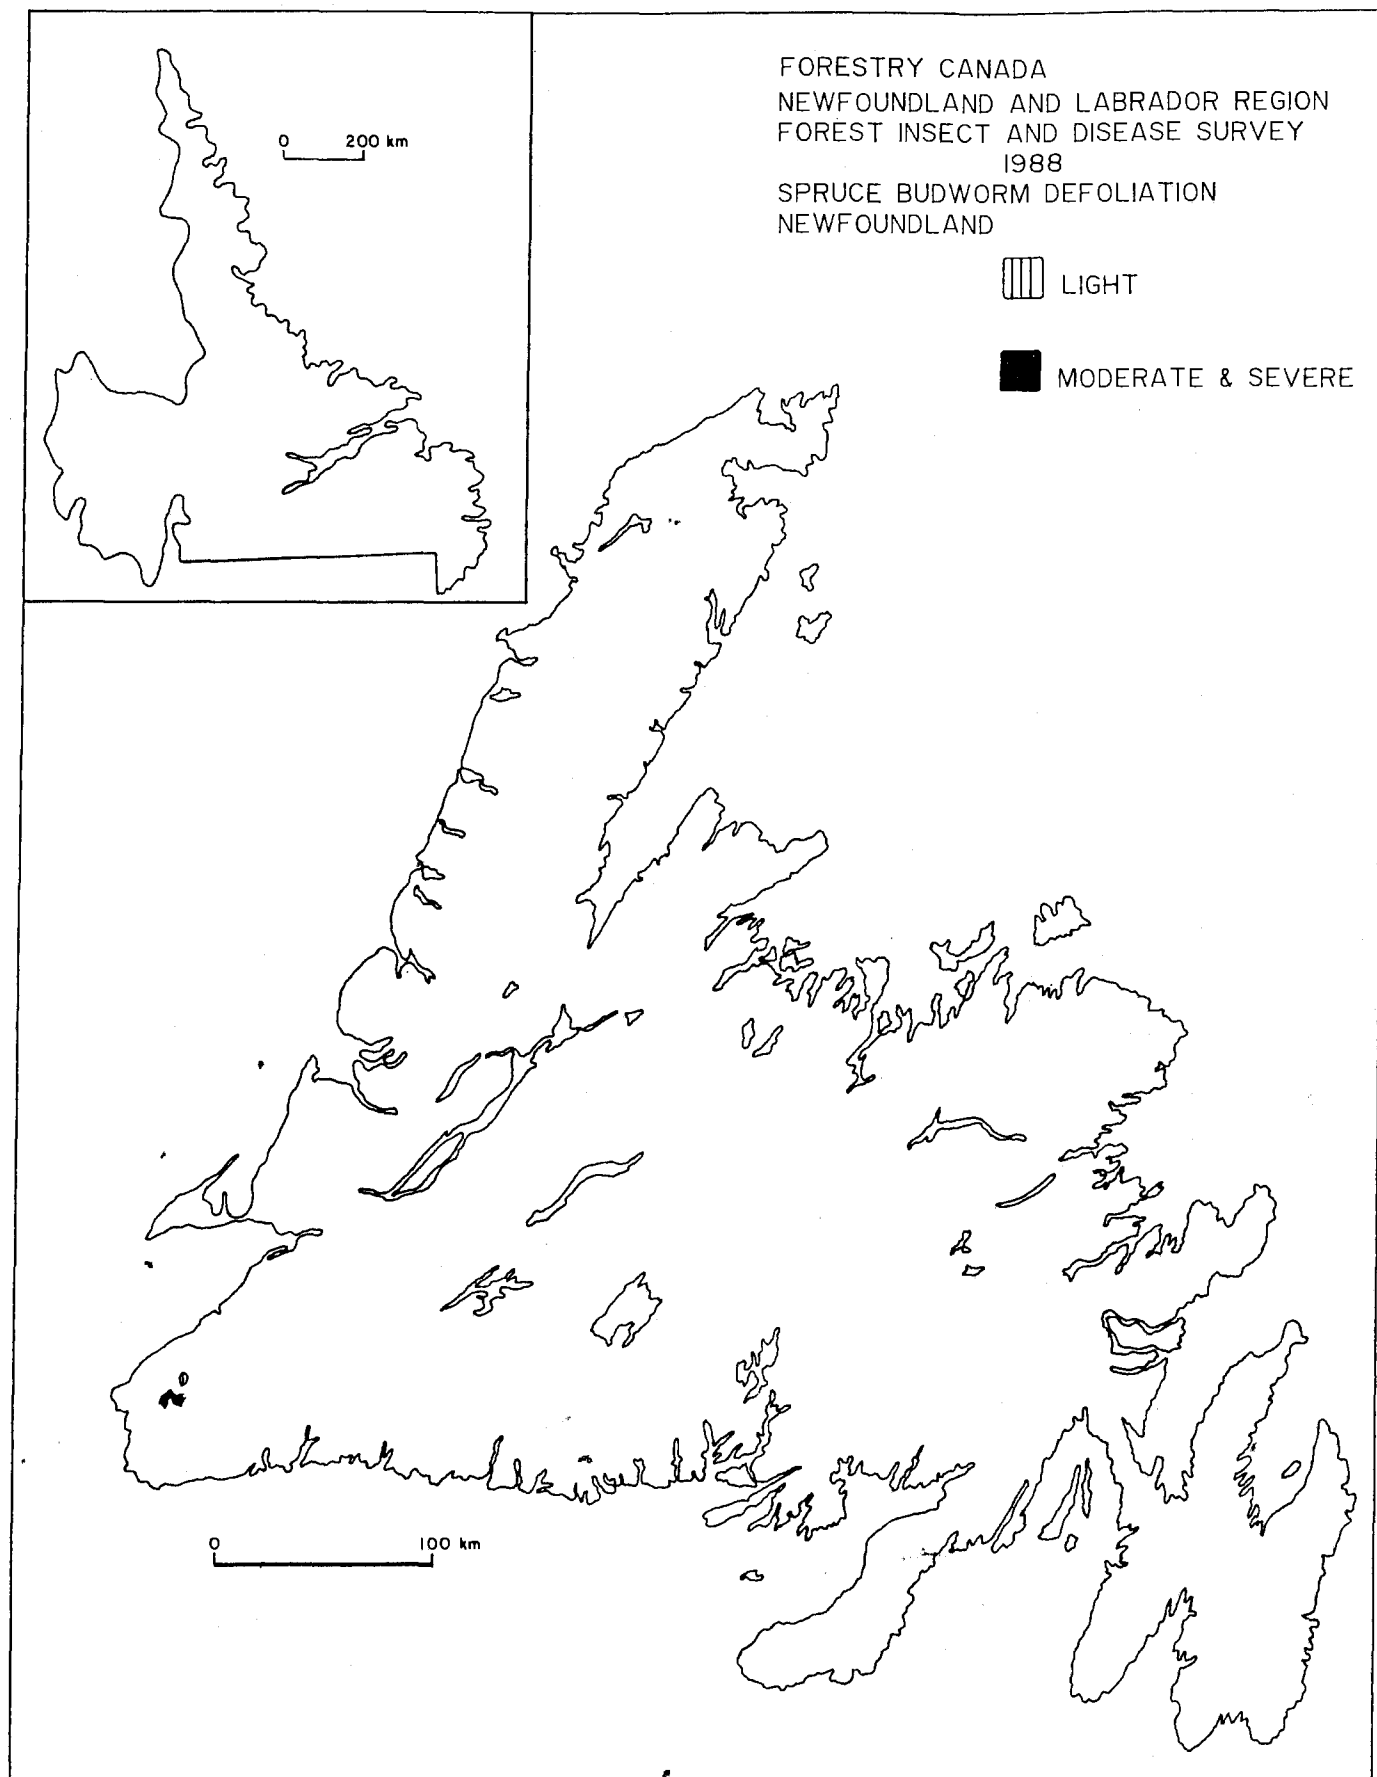 FORESTRY CANADA
NEWFOUNDLAND AND LABRADOR REGION
FOREST INSECT AND DISEASE SURVEY
1988
SPRUCE BUDWORM DEFOLIATION
NEWFOUNDLAND
LIGHT
MODERATE & SEVERE
0 200 km
0 100 km